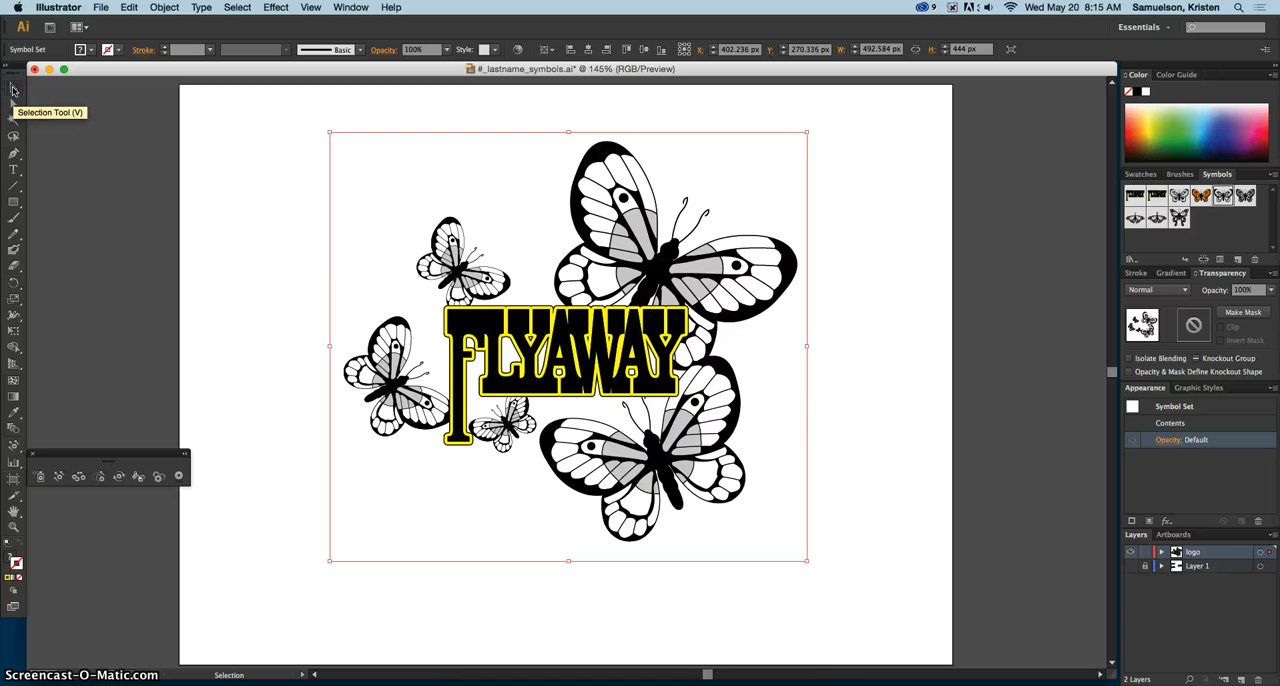 Illustrator File Edit Object Type Select Effect View Window Help 9 Wed May 20 8:15 AM Samuelson, Kristen
Ai Essentials
Symbol Set ? Stroke: Basic Opacity: 100% Style: X: 402.236 px Y: 270.336 px W: 492.584 px H: 444 px
#_lastname_symbols.ai* @ 145% (RGB/Preview)
Color Color Guide
Selection Tool (V)
Swatches Brushes Symbols
Stroke Gradient Transparency
Normal Opacity: 100%
Make Mask
Clip
Invert Mask
Isolate Blending Knockout Group
Opacity & Mask Define Knockout Shape
Appearance Graphic Styles
Symbol Set
Contents
Opacity: Default
FLYAWAY
fx
Layers Artboards
logo
Layer 1
Screencast-O-Matic.com
Selection
2 Layers